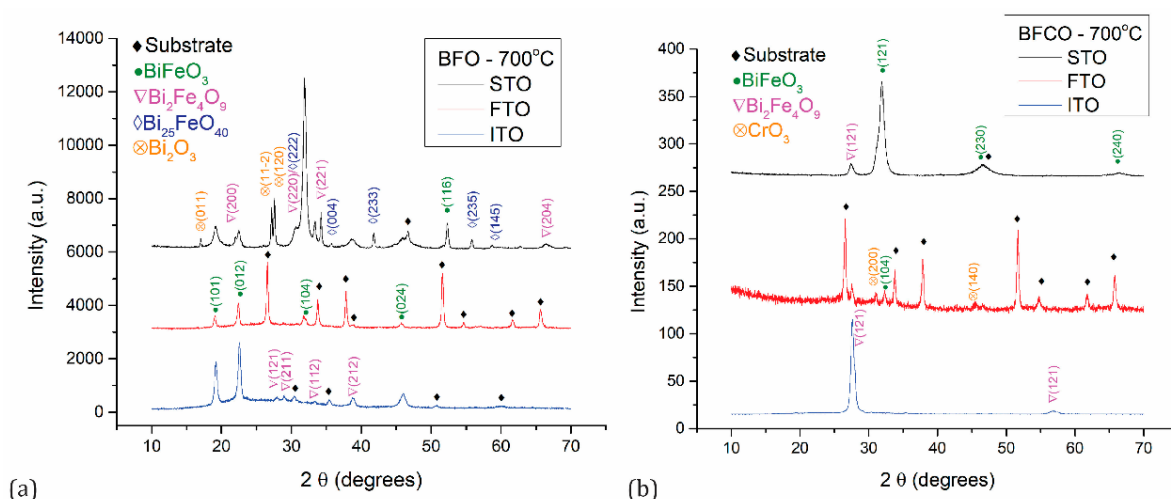 14000
12000
10000
8000
6000
4000
2000
0
Intensity (a.u.)
10 20 30 40 50 60 70
2 θ (degrees)
(a)
♦Substrate
●BiFeO₃
▽Bi₂Fe₄O₉
◊Bi₂₅FeO₄₀
⊗Bi₂O₃
BFO - 700°C
STO
FTO
ITO
⊗(011)
▽(200)
⊗(11-2)
⊗(120)
▽(220)
◊(222)
▽(221)
◊(004)
◊(233)
●(116)
◊(235)
◊(145)
▽(204)
●(101)
●(012)
●(104)
●(024)
▽(121)
▽(211)
▽(112)
▽(212)
400
350
300
250
200
150
100
50
0
Intensity (a.u.)
10 20 30 40 50 60 70
2 θ (degrees)
(b)
♦Substrate
●BiFeO₃
▽Bi₂Fe₄O₉
⊗CrO₃
BFCO - 700°C
STO
FTO
ITO
▽(121)
●(121)
●(230)
●(240)
⊗(200)
●(104)
⊗(140)
▽(121)
▽(121)